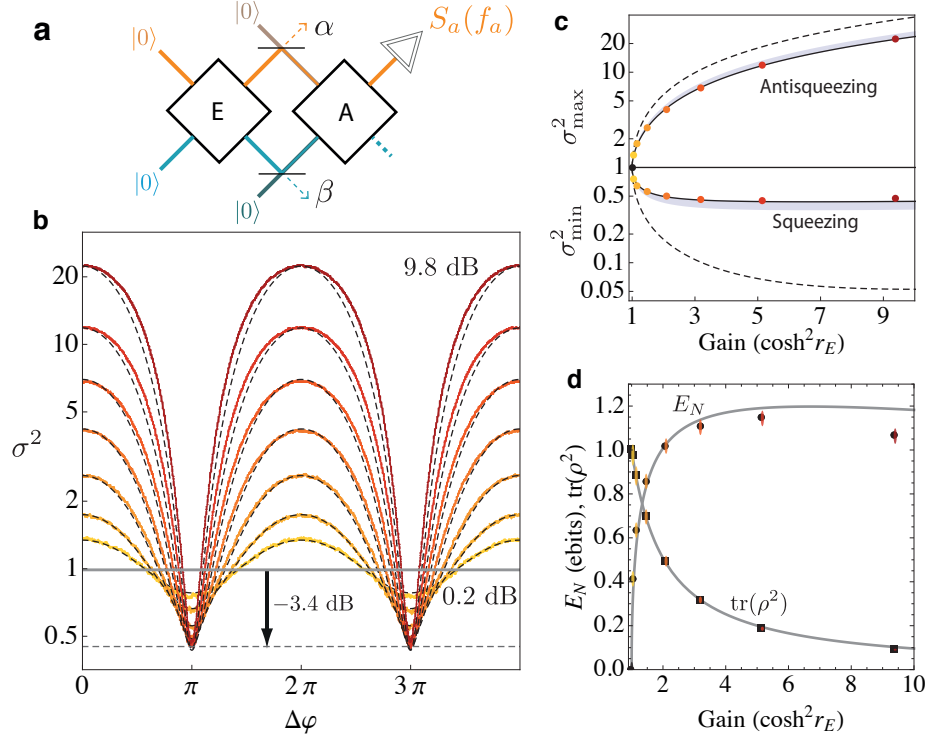 a
|0⟩
|0⟩
α
S_a(f_a)
E
A
|0⟩
|0⟩
β
b
20
10
5
2
1
0.5
σ²
9.8 dB
0.2 dB
−3.4 dB
0
π
2π
3π
Δφ
c
20
10
5
2
1
0.5
0.2
0.1
0.05
σ²_max
σ²_min
Antisqueezing
Squeezing
1
3
5
7
9
Gain (cosh²r_E)
d
1.2
1.0
0.8
0.6
0.4
0.2
0.0
E_N (ebits), tr(ρ²)
E_N
tr(ρ²)
2
4
6
8
10
Gain (cosh²r_E)